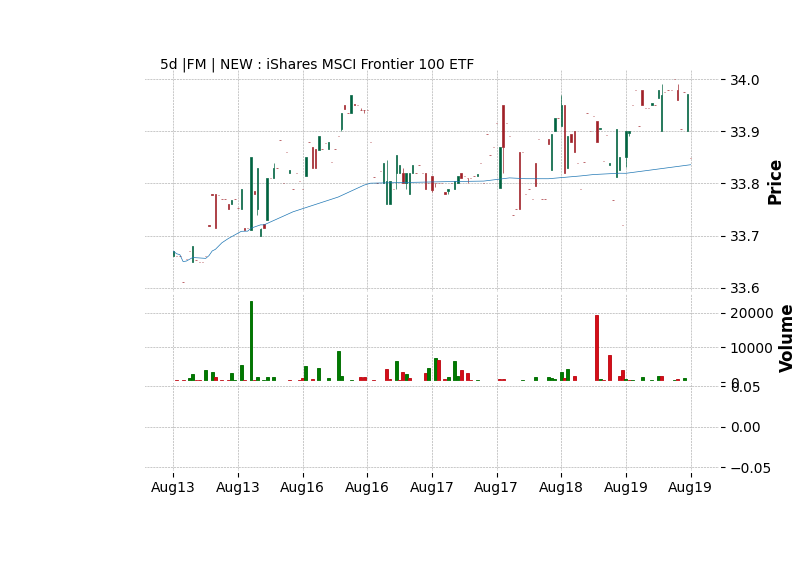 5d |FM | NEW : iShares MSCI Frontier 100 ETF
34.0
33.9
33.8
33.7
33.6
Price
20000
10000
0
Volume
0.05
0.00
−0.05
Aug13 Aug13 Aug16 Aug16 Aug17 Aug17 Aug18 Aug19 Aug19